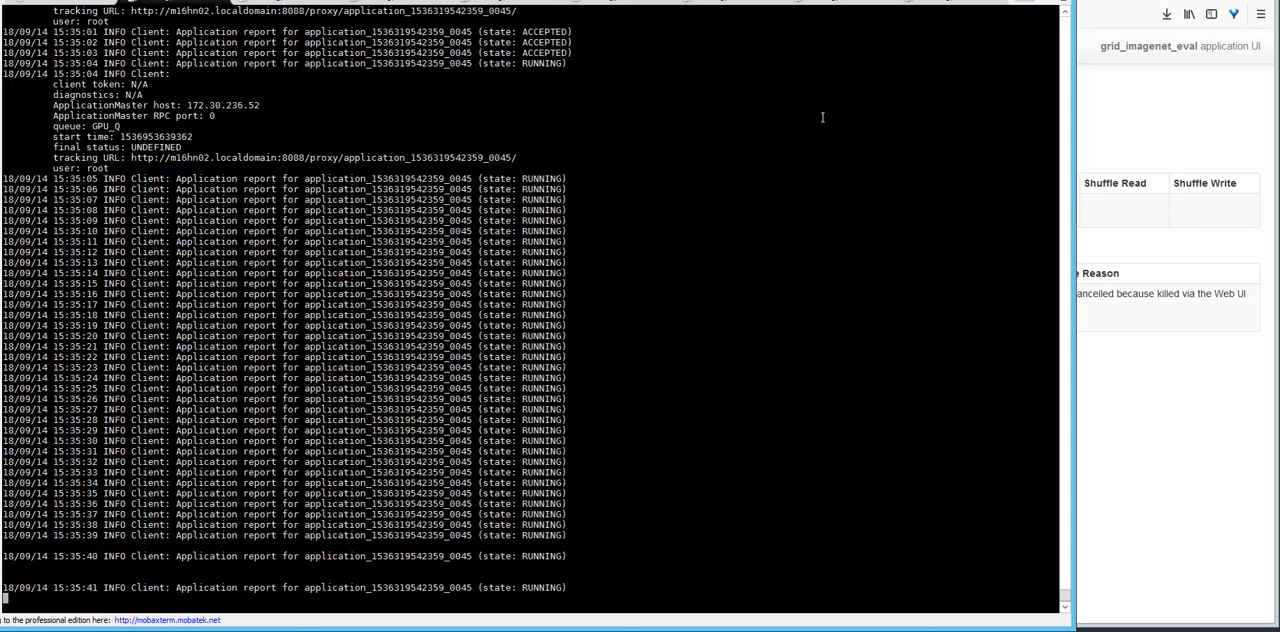 tracking URL: http://m16hn02.localdomain:8088/proxy/application_1536319542359_0045/
user: root
18/09/14 15:35:01 INFO Client: Application report for application_1536319542359_0045 (state: ACCEPTED)
18/09/14 15:35:02 INFO Client: Application report for application_1536319542359_0045 (state: ACCEPTED)
18/09/14 15:35:03 INFO Client: Application report for application_1536319542359_0045 (state: ACCEPTED)
18/09/14 15:35:04 INFO Client: Application report for application_1536319542359_0045 (state: RUNNING)
18/09/14 15:35:04 INFO Client:
client token: N/A
diagnostics: N/A
ApplicationMaster host: 172.30.236.52
ApplicationMaster RPC port: 0
queue: GPU_Q
start time: 1536953639362
final status: UNDEFINED
tracking URL: http://m16hn02.localdomain:8088/proxy/application_1536319542359_0045/
user: root
18/09/14 15:35:05 INFO Client: Application report for application_1536319542359_0045 (state: RUNNING)
18/09/14 15:35:06 INFO Client: Application report for application_1536319542359_0045 (state: RUNNING)
18/09/14 15:35:07 INFO Client: Application report for application_1536319542359_0045 (state: RUNNING)
18/09/14 15:35:08 INFO Client: Application report for application_1536319542359_0045 (state: RUNNING)
18/09/14 15:35:09 INFO Client: Application report for application_1536319542359_0045 (state: RUNNING)
18/09/14 15:35:10 INFO Client: Application report for application_1536319542359_0045 (state: RUNNING)
18/09/14 15:35:11 INFO Client: Application report for application_1536319542359_0045 (state: RUNNING)
18/09/14 15:35:12 INFO Client: Application report for application_1536319542359_0045 (state: RUNNING)
18/09/14 15:35:13 INFO Client: Application report for application_1536319542359_0045 (state: RUNNING)
18/09/14 15:35:14 INFO Client: Application report for application_1536319542359_0045 (state: RUNNING)
18/09/14 15:35:15 INFO Client: Application report for application_1536319542359_0045 (state: RUNNING)
18/09/14 15:35:16 INFO Client: Application report for application_1536319542359_0045 (state: RUNNING)
18/09/14 15:35:17 INFO Client: Application report for application_1536319542359_0045 (state: RUNNING)
18/09/14 15:35:18 INFO Client: Application report for application_1536319542359_0045 (state: RUNNING)
18/09/14 15:35:19 INFO Client: Application report for application_1536319542359_0045 (state: RUNNING)
18/09/14 15:35:20 INFO Client: Application report for application_1536319542359_0045 (state: RUNNING)
18/09/14 15:35:21 INFO Client: Application report for application_1536319542359_0045 (state: RUNNING)
18/09/14 15:35:22 INFO Client: Application report for application_1536319542359_0045 (state: RUNNING)
18/09/14 15:35:23 INFO Client: Application report for application_1536319542359_0045 (state: RUNNING)
18/09/14 15:35:24 INFO Client: Application report for application_1536319542359_0045 (state: RUNNING)
18/09/14 15:35:25 INFO Client: Application report for application_1536319542359_0045 (state: RUNNING)
18/09/14 15:35:26 INFO Client: Application report for application_1536319542359_0045 (state: RUNNING)
18/09/14 15:35:27 INFO Client: Application report for application_1536319542359_0045 (state: RUNNING)
18/09/14 15:35:28 INFO Client: Application report for application_1536319542359_0045 (state: RUNNING)
18/09/14 15:35:29 INFO Client: Application report for application_1536319542359_0045 (state: RUNNING)
18/09/14 15:35:30 INFO Client: Application report for application_1536319542359_0045 (state: RUNNING)
18/09/14 15:35:31 INFO Client: Application report for application_1536319542359_0045 (state: RUNNING)
18/09/14 15:35:32 INFO Client: Application report for application_1536319542359_0045 (state: RUNNING)
18/09/14 15:35:33 INFO Client: Application report for application_1536319542359_0045 (state: RUNNING)
18/09/14 15:35:34 INFO Client: Application report for application_1536319542359_0045 (state: RUNNING)
18/09/14 15:35:35 INFO Client: Application report for application_1536319542359_0045 (state: RUNNING)
18/09/14 15:35:36 INFO Client: Application report for application_1536319542359_0045 (state: RUNNING)
18/09/14 15:35:37 INFO Client: Application report for application_1536319542359_0045 (state: RUNNING)
18/09/14 15:35:38 INFO Client: Application report for application_1536319542359_0045 (state: RUNNING)
18/09/14 15:35:39 INFO Client: Application report for application_1536319542359_0045 (state: RUNNING)
18/09/14 15:35:40 INFO Client: Application report for application_1536319542359_0045 (state: RUNNING)
18/09/14 15:35:41 INFO Client: Application report for application_1536319542359_0045 (state: RUNNING)
to the professional edition here: http://mobaxterm.mobatek.net
grid_imagenet_eval application UI
Shuffle Read Shuffle Write
e Reason
ancelled because killed via the Web UI